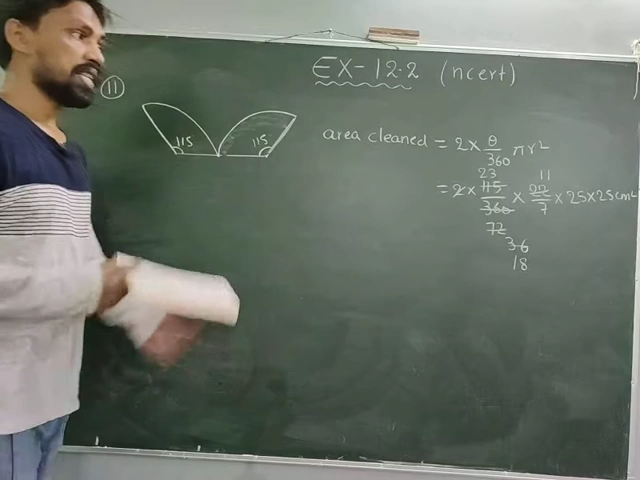 EX-12.2 (ncert)
11
115 115
area cleaned = 2 × θ/360 πr²
= 2 × 115/360 × 22/7 × 25 × 25 cm²
23 11
72
36
18